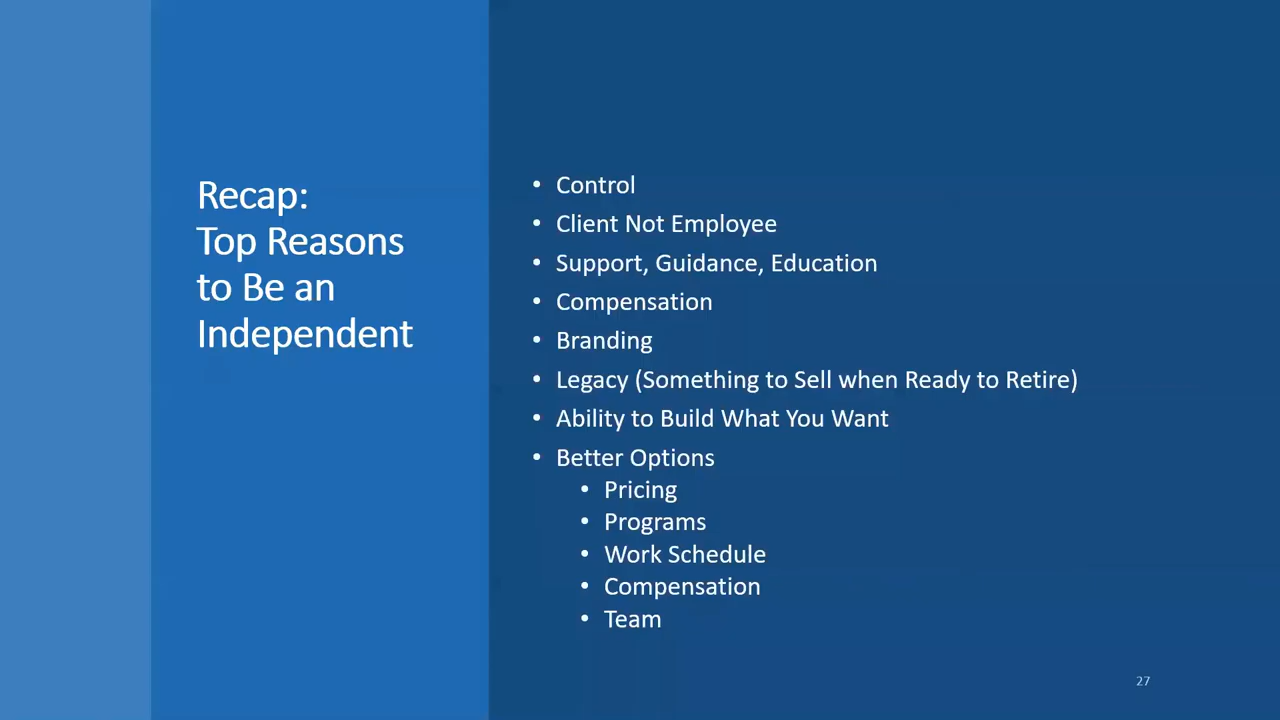 Recap:
Top Reasons
to Be an
Independent
• Control
• Client Not Employee
• Support, Guidance, Education
• Compensation
• Branding
• Legacy (Something to Sell when Ready to Retire)
• Ability to Build What You Want
• Better Options
• Pricing
• Programs
• Work Schedule
• Compensation
• Team
27